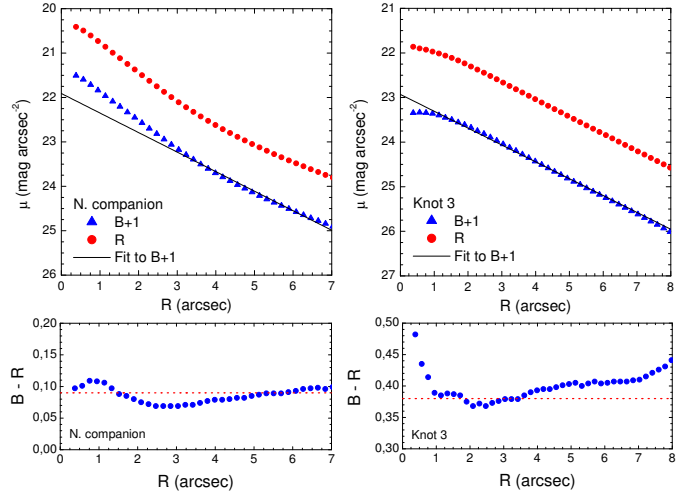 20
21
22
23
24
25
26
μ (mag arcsec-2)
N. companion
B+1
R
Fit to B+1
0 1 2 3 4 5 6 7
R (arcsec)
21
22
23
24
25
26
27
μ (mag arcsec-2)
Knot 3
B+1
R
Fit to B+1
0 1 2 3 4 5 6 7 8
R (arcsec)
0,20
0,15
0,10
0,05
0,00
B - R
N. companion
0 1 2 3 4 5 6 7
R (arcsec)
0,50
0,45
0,40
0,35
0,30
B - R
Knot 3
0 1 2 3 4 5 6 7 8
R (arcsec)